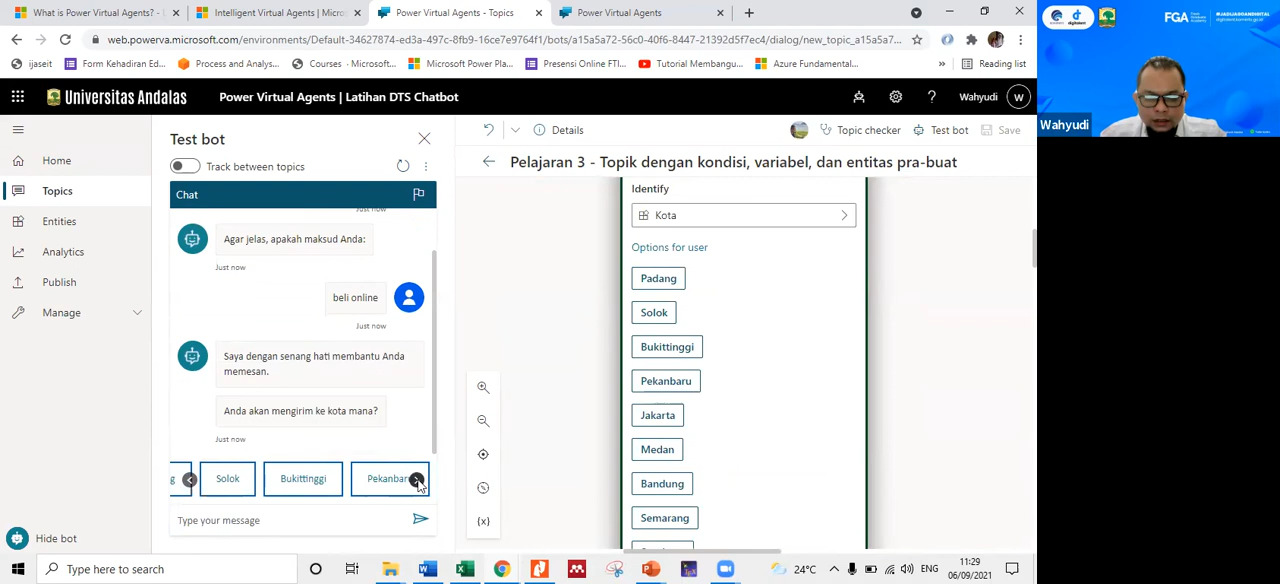 What is Power Virtual Agents? -
Intelligent Virtual Agents | Micros
Power Virtual Agents - Topics
Power Virtual Agents
web.powerva.microsoft.com/environments/Default-34627874-ed3a-497c-8fb9-16ce7e9764f1/bots/a15a5a72-56c0-40f6-8447-21392d5f7ec4/dialog/new_topic_a15a5a7...
ijaseit
Form Kehadiran Ed...
Process and Analys...
Courses - Microsoft...
Microsoft Power Pla...
Presensi Online FTI...
Tutorial Membangu...
Azure Fundamental...
»
Reading list
Universitas Andalas
Power Virtual Agents | Latihan DTS Chatbot
Wahyudi
W
Home
Topics
Entities
Analytics
Publish
Manage
Hide bot
Test bot
Track between topics
Chat
Just now
Agar jelas, apakah maksud Anda:
Just now
beli online
Just now
Saya dengan senang hati membantu Anda
memesan.
Anda akan mengirim ke kota mana?
Just now
g
Solok
Bukittinggi
Pekanbar
Type your message
Details
Topic checker
Test bot
Save
Pelajaran 3 - Topik dengan kondisi, variabel, dan entitas pra-buat
Identify
Kota
Options for user
Padang
Solok
Bukittinggi
Pekanbaru
Jakarta
Medan
Bandung
Semarang
{x}
Type here to search
24°C
ENG
11:29
06/09/2021
digitalent
FGA
#JADIJAGOANDIGITAL
Wahyudi